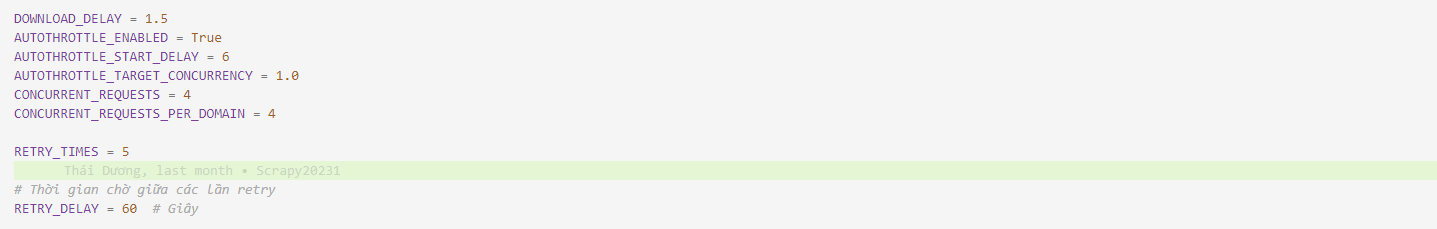 DOWNLOAD_DELAY = 1.5
AUTOTHROTTLE_ENABLED = True
AUTOTHROTTLE_START_DELAY = 6
AUTOTHROTTLE_TARGET_CONCURRENCY = 1.0
CONCURRENT_REQUESTS = 4
CONCURRENT_REQUESTS_PER_DOMAIN = 4
RETRY_TIMES = 5
Thái Dương, last month • Scrapy20231
# Thời gian chờ giữa các lần retry
RETRY_DELAY = 60  # Giây